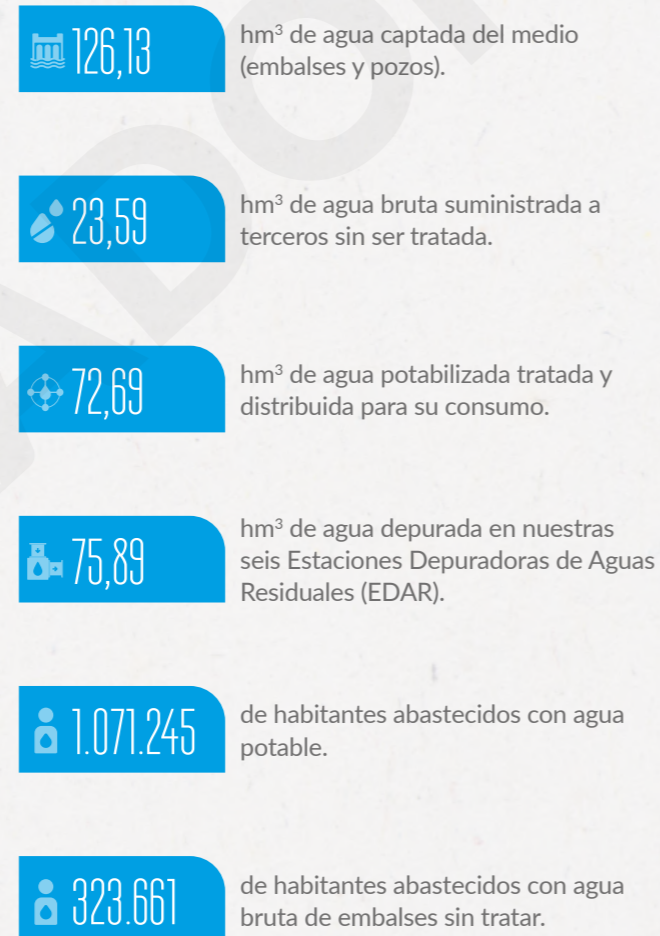 126,13
hm³ de agua captada del medio
(embalses y pozos).
23,59
hm³ de agua bruta suministrada a
terceros sin ser tratada.
72,69
hm³ de agua potabilizada tratada y
distribuida para su consumo.
75,89
hm³ de agua depurada en nuestras
seis Estaciones Depuradoras de Aguas
Residuales (EDAR).
1.071.245
de habitantes abastecidos con agua
potable.
323.661
de habitantes abastecidos con agua
bruta de embalses sin tratar.